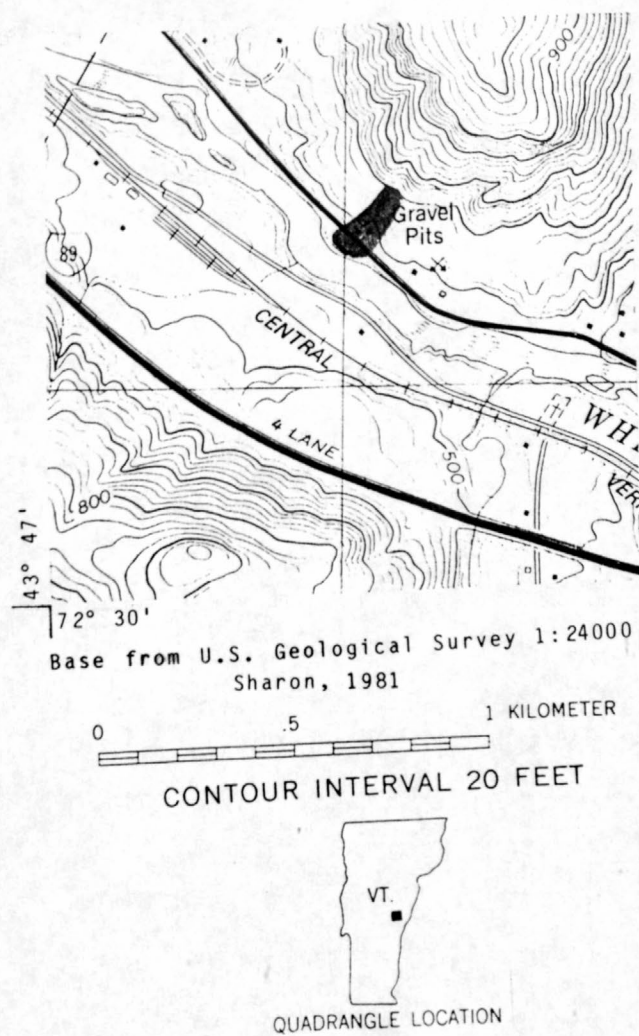 900
Gravel
Pits
89
CENTRAL
4 LANE
500
WHI
VER
800
43° 47'
72° 30'
Base from U.S. Geological Survey 1:24000
Sharon, 1981
0 .5 1 KILOMETER
CONTOUR INTERVAL 20 FEET
VT.
QUADRANGLE LOCATION